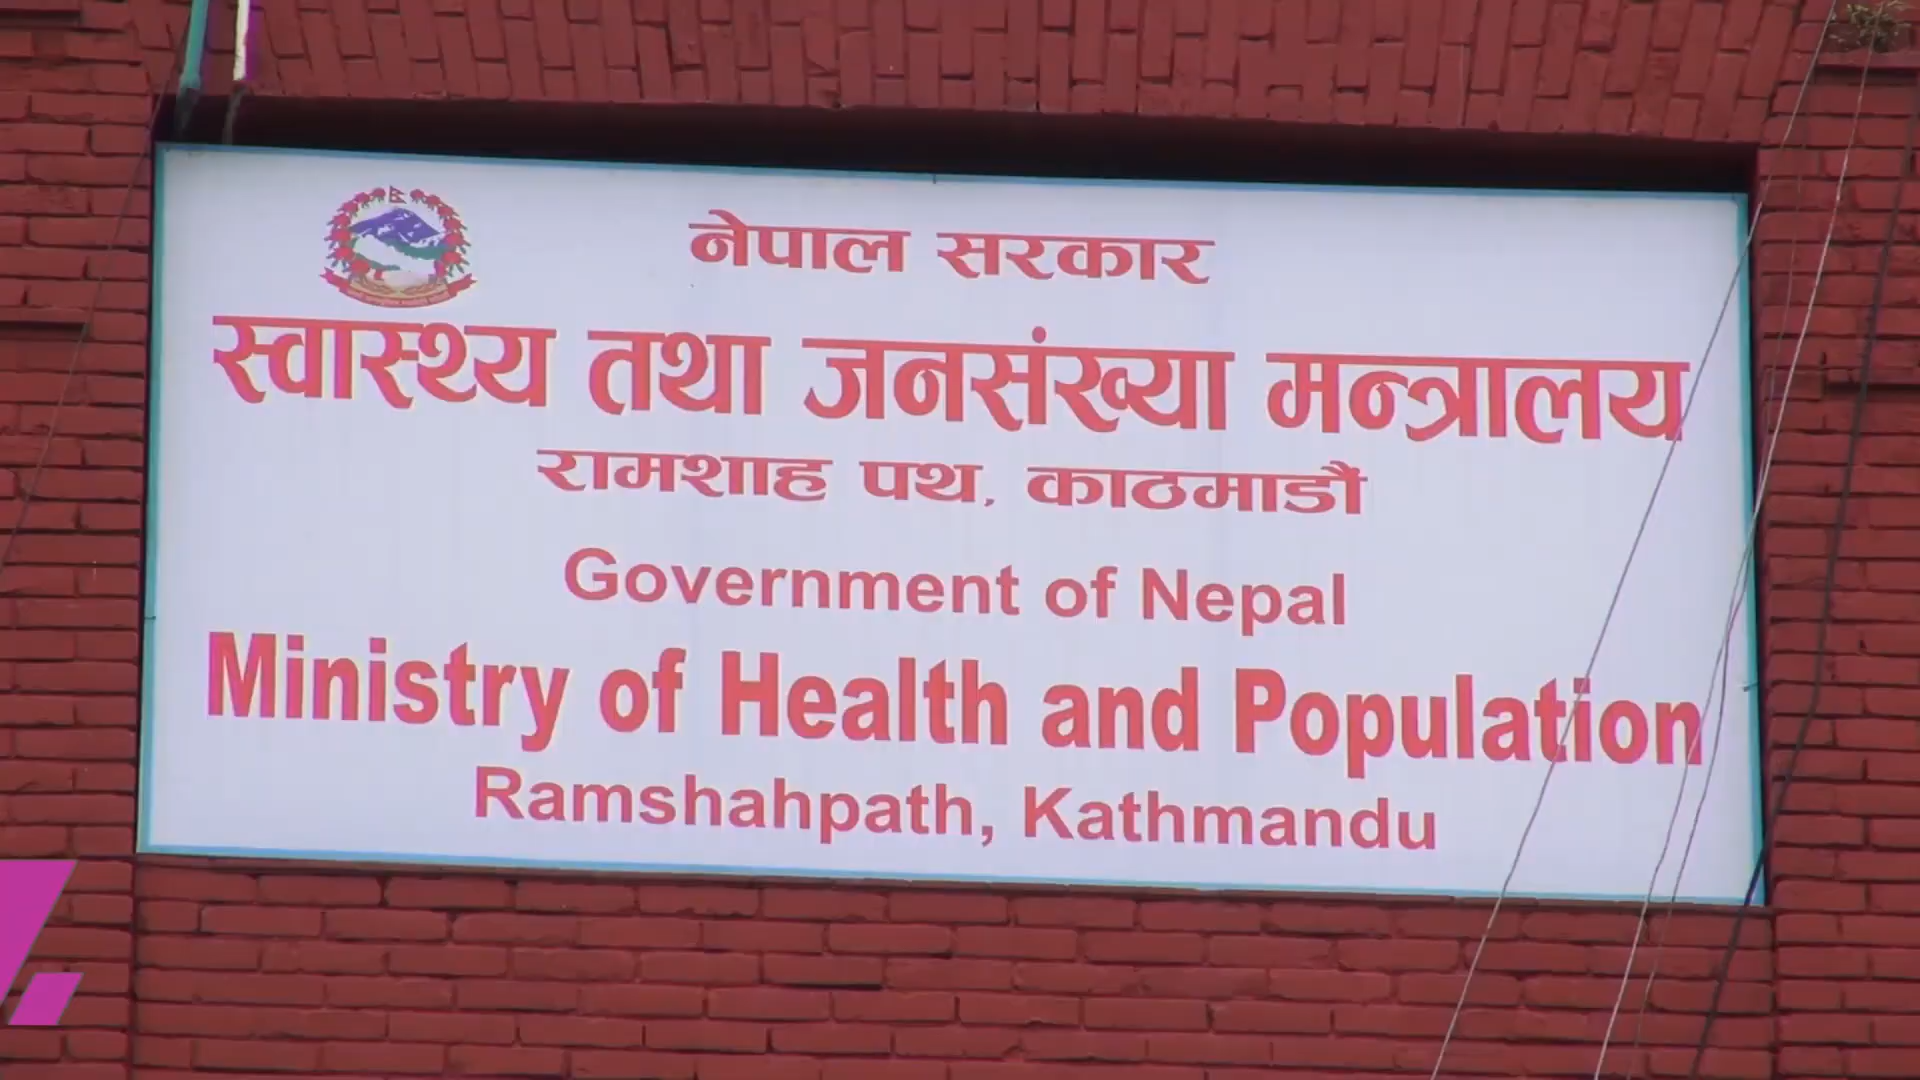 नेपाल सरकार
स्वास्थ्य तथा जनसंख्या मन्त्रालय
रामशाह पथ, काठमाडौं
Government of Nepal
Ministry of Health and Population
Ramshahpath, Kathmandu